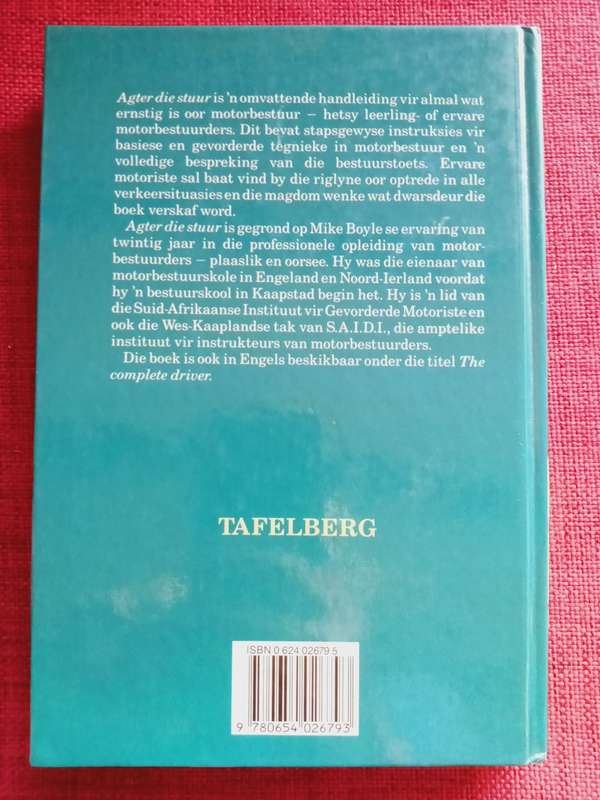 Agter die stuur is 'n omvattende handleiding vir almal wat
ernstig is oor motorbestuur – hetsy leerling- of ervare
motorbestuurders. Dit bevat stapsgewyse instruksies vir
basiese en gevorderde tegnieke in motorbestuur en 'n
volledige bespreking van die bestuurstoets. Ervare
motoriste sal baat vind by die riglyne oor optrede in alle
verkeersituasies en die magdom wenke wat dwarsdeur die
boek verskaf word.
Agter die stuur is gegrond op Mike Boyle se ervaring van
twintig jaar in die professionele opleiding van motor-
bestuurders – plaaslik en oorsee. Hy was die eienaar van
motorbestuurskole in Engeland en Noord-Ierland voordat
hy 'n bestuurskool in Kaapstad begin het. Hy is 'n lid van
die Suid-Afrikaanse Instituut vir Gevorderde Motoriste en
ook die Wes-Kaaplandse tak van S.A.I.D.I., die amptelike
instituut vir instrukteurs van motorbestuurders.
Die boek is ook in Engels beskikbaar onder die titel The
complete driver.
TAFELBERG
ISBN 0 624 02679 5
9 780654 026793